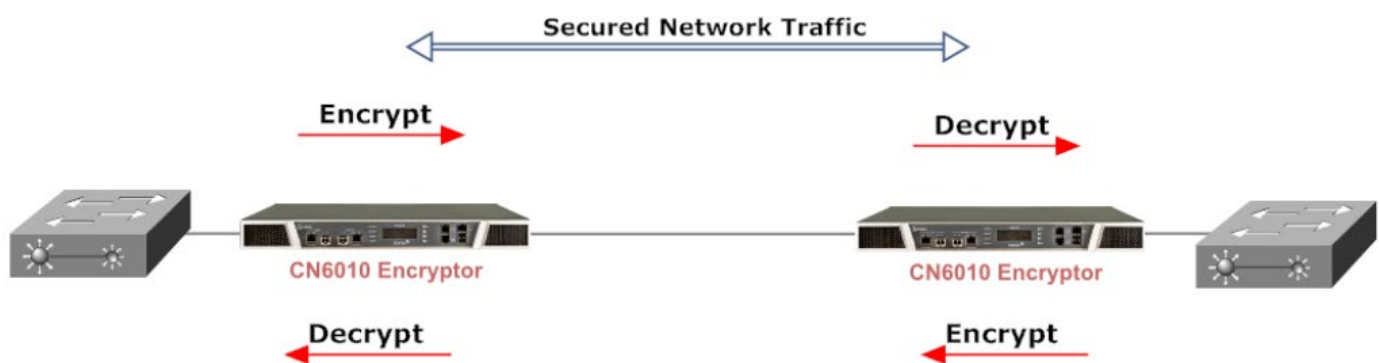 Secured Network Traffic
Encrypt
Decrypt
CN6010 Encryptor
CN6010 Encryptor
Decrypt
Encrypt